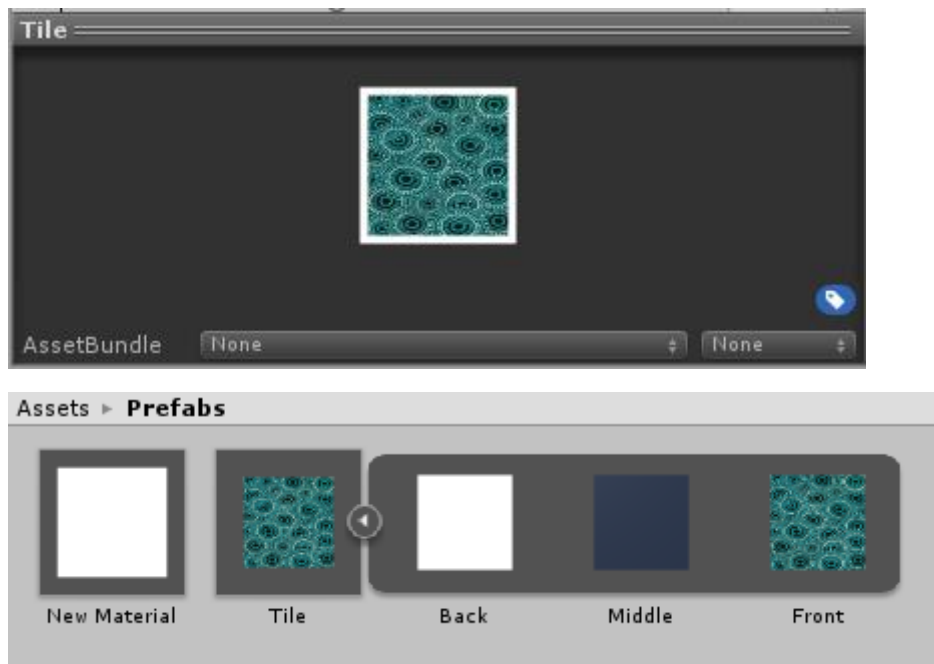 Tile
AssetBundle None None
Assets ▸ Prefabs
New Material Tile Back Middle Front